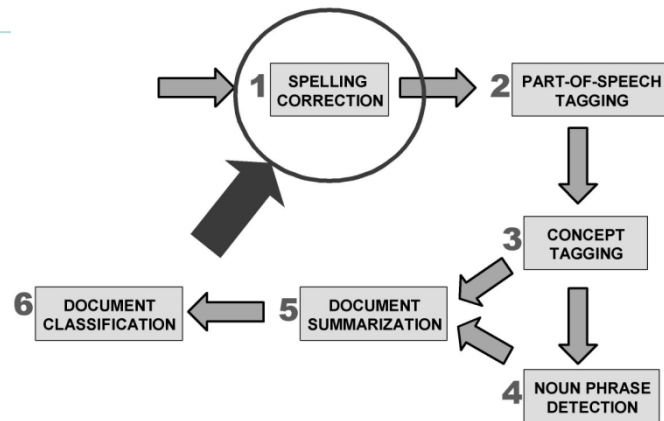 1 SPELLING
CORRECTION
2 PART-OF-SPEECH
TAGGING
3 CONCEPT
TAGGING
6 DOCUMENT
CLASSIFICATION
5 DOCUMENT
SUMMARIZATION
4 NOUN PHRASE
DETECTION